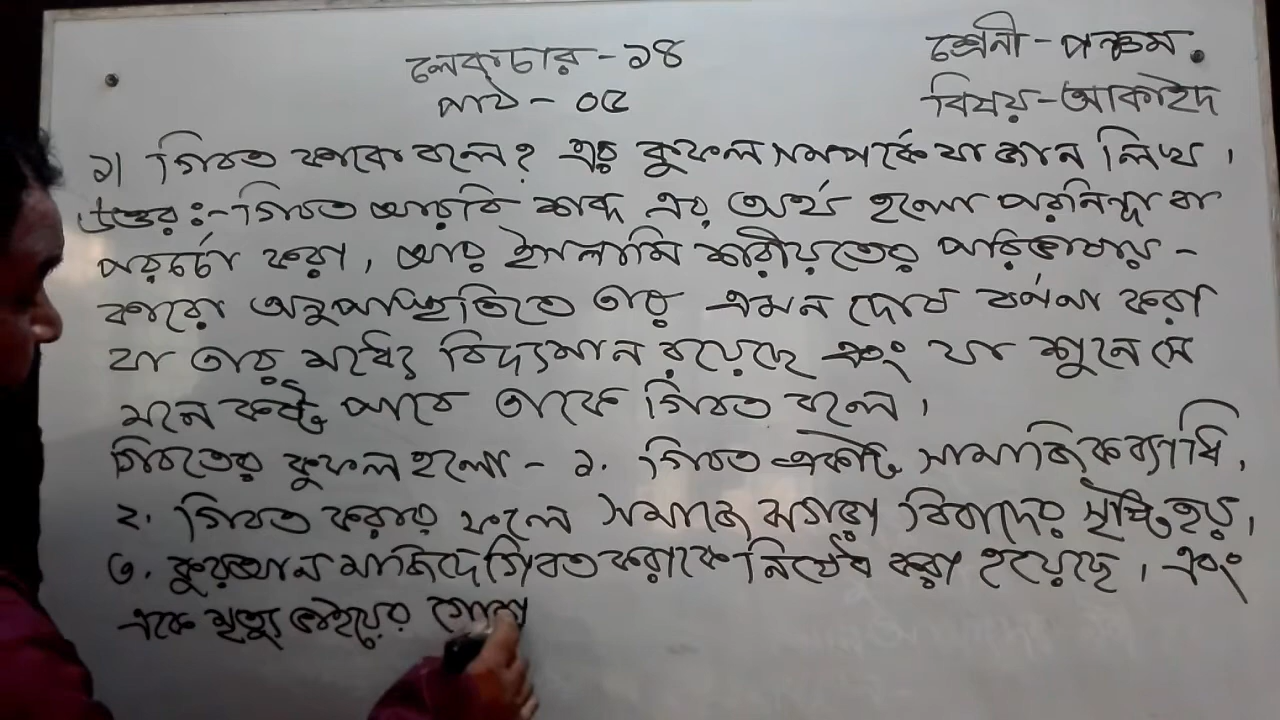 লেকচার - ১৪
শ্রেনী - পঞ্চম.
পাঠ - ০৫
বিষয় - আকাইদ
১। গিবত কাকে বলে? এর কুফল সম্পর্কে যা জান লিখ।
উত্তর :- গিবত আরবি শব্দ এর অর্থ হলো পরনিন্দা বা
পরচর্চা করা, আর ইসলামি শরীয়তের পরিভাষায় -
কারো অনুপস্থিতিতে তার এমন দোষ বর্ণনা করা
যা তার মধ্যে বিদ্যমান রয়েছে এবং যা শুনে সে
মনে কষ্ট পাবে তাকে গিবত বলে।
গিবতের কুফল হলো - ১. গিবত একটি সামাজিক ব্যাধি,
২. গিবত করার ফলে সমাজে ঝগড়া বিবাদের সৃষ্টি হয়,
৩. কুরআন মাজিদে গিবত করাকে নিষেধ করা হয়েছে, এবং
একে মৃত্যু ভাইয়ের